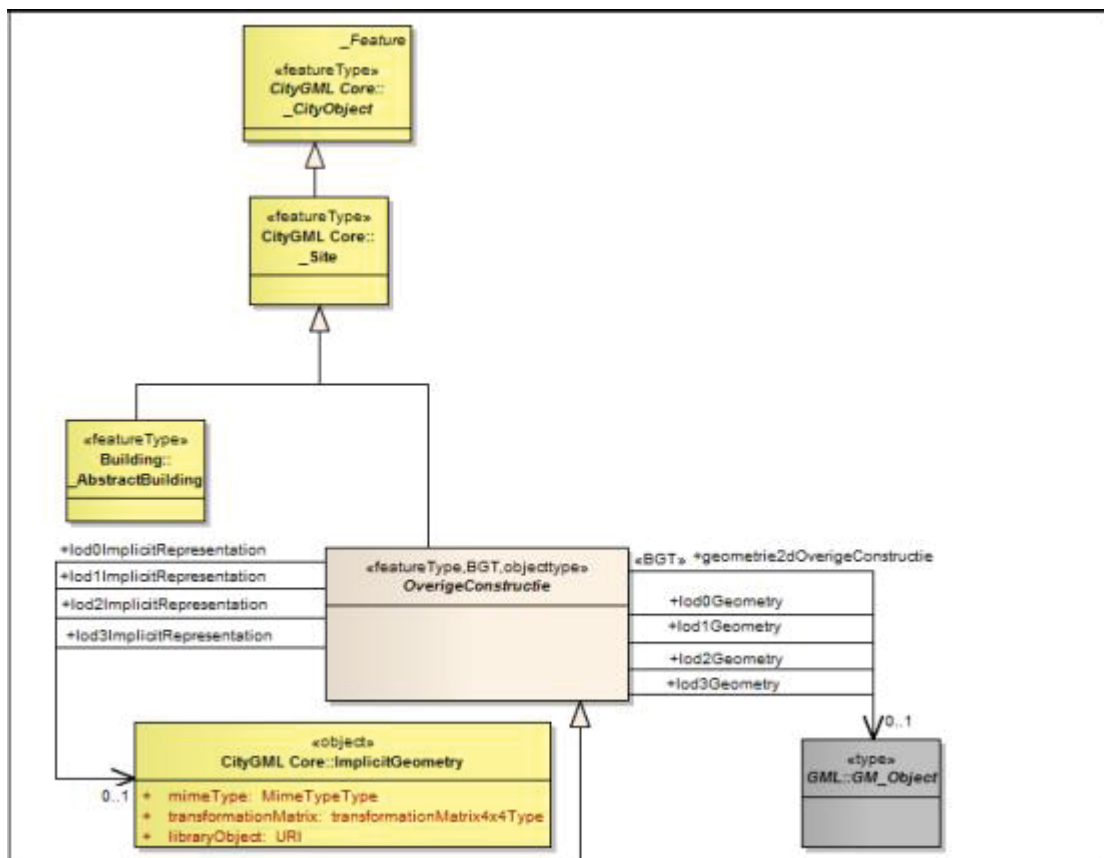 _Feature
«featureType»
CityGML Core::
_CityObject
«featureType»
CityGML Core::
_Site
«featureType»
Building::
_AbstractBuilding
+lod0ImplicitRepresentation
+lod1ImplicitRepresentation
+lod2ImplicitRepresentation
+lod3ImplicitRepresentation
«featureType,BGT,objecttype»
OverigeConstructie
«BGT» +geometrie2dOverigeConstructie
+lod0Geometry
+lod1Geometry
+lod2Geometry
+lod3Geometry
0..1
«object»
CityGML Core::ImplicitGeometry
+ mimeType: MimeTypeType
+ transformationMatrix: transformationMatrix4x4Type
+ libraryObject: URI
0..1
«type»
GML::GM_Object